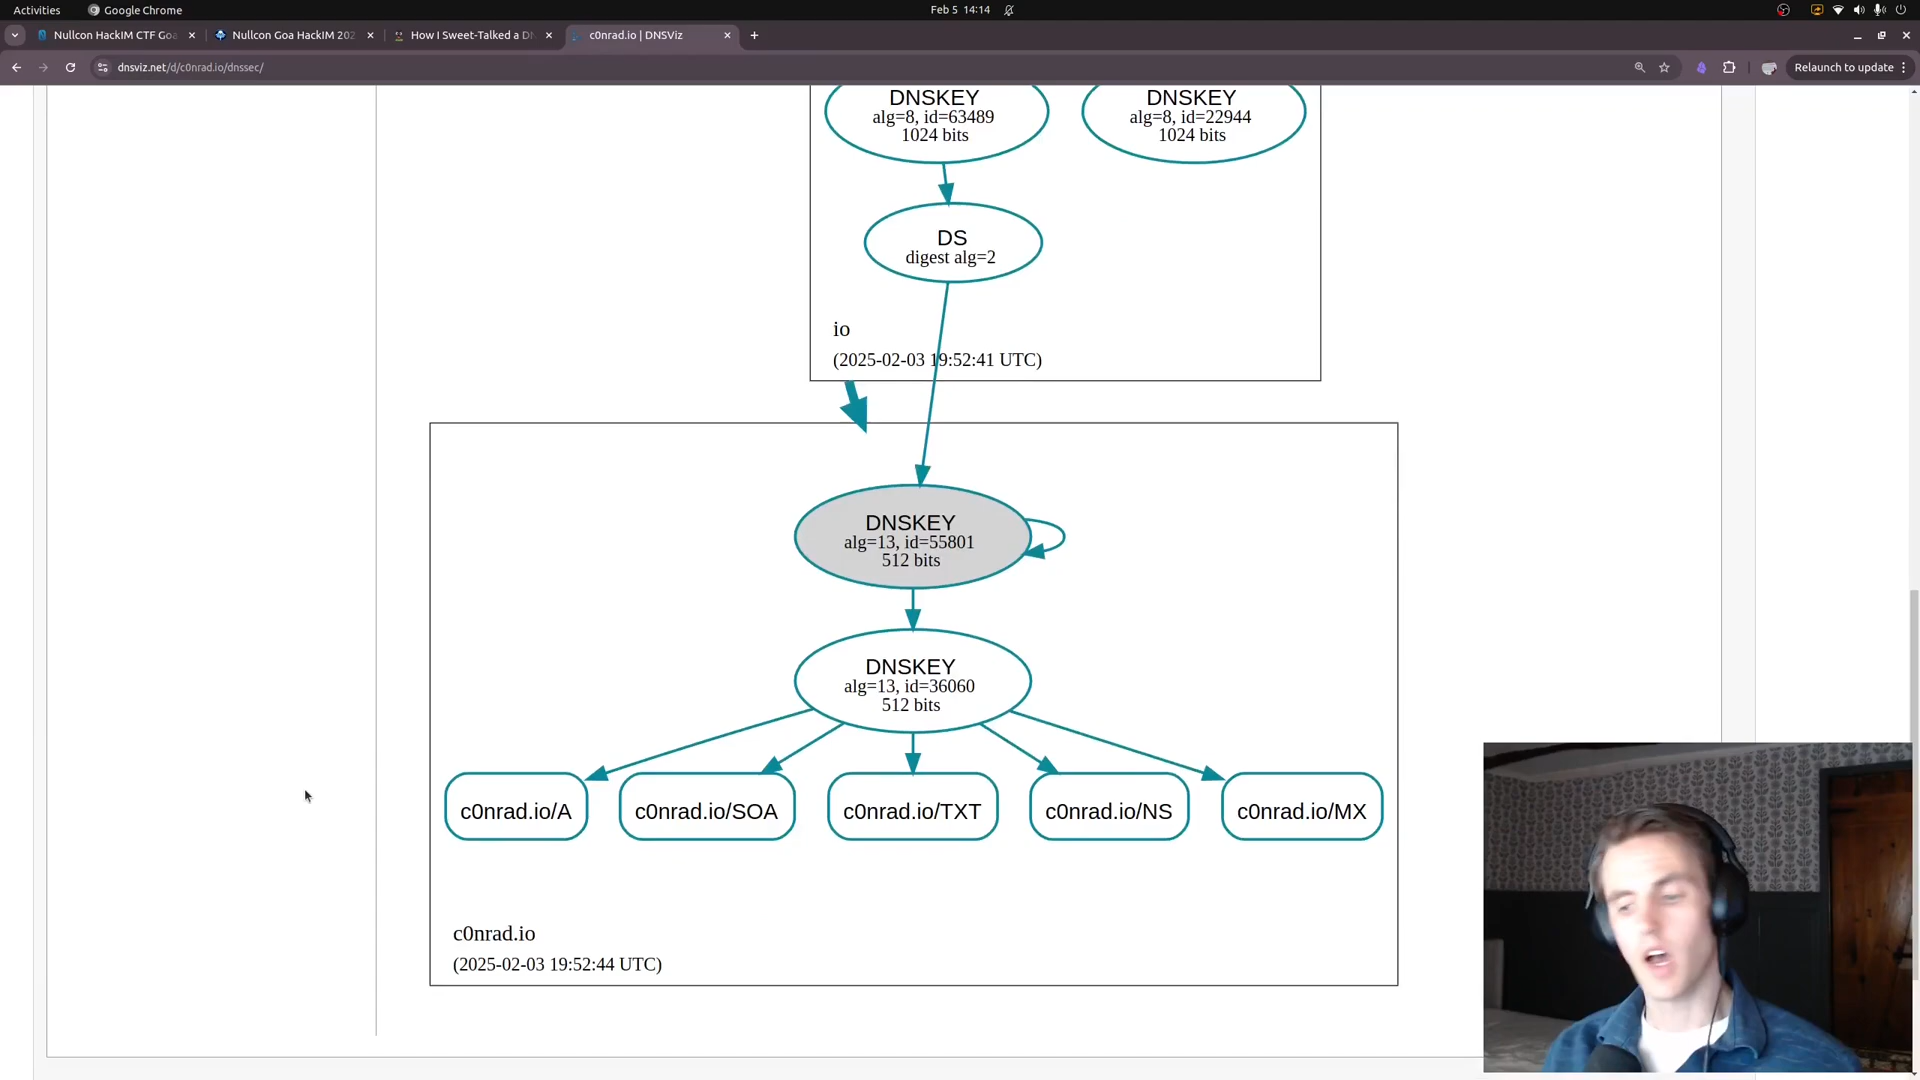 Activities
Google Chrome
Feb 5 14:14
Nullcon HackIM CTF Goa
Nullcon Goa HackIM 202
How I Sweet-Talked a DN
c0nrad.io | DNSViz
dnsviz.net/d/c0nrad.io/dnssec/
Relaunch to update
DNSKEY
alg=8, id=63489
1024 bits
DNSKEY
alg=8, id=22944
1024 bits
DS
digest alg=2
io
(2025-02-03 19:52:41 UTC)
DNSKEY
alg=13, id=55801
512 bits
DNSKEY
alg=13, id=36060
512 bits
c0nrad.io/A
c0nrad.io/SOA
c0nrad.io/TXT
c0nrad.io/NS
c0nrad.io/MX
c0nrad.io
(2025-02-03 19:52:44 UTC)